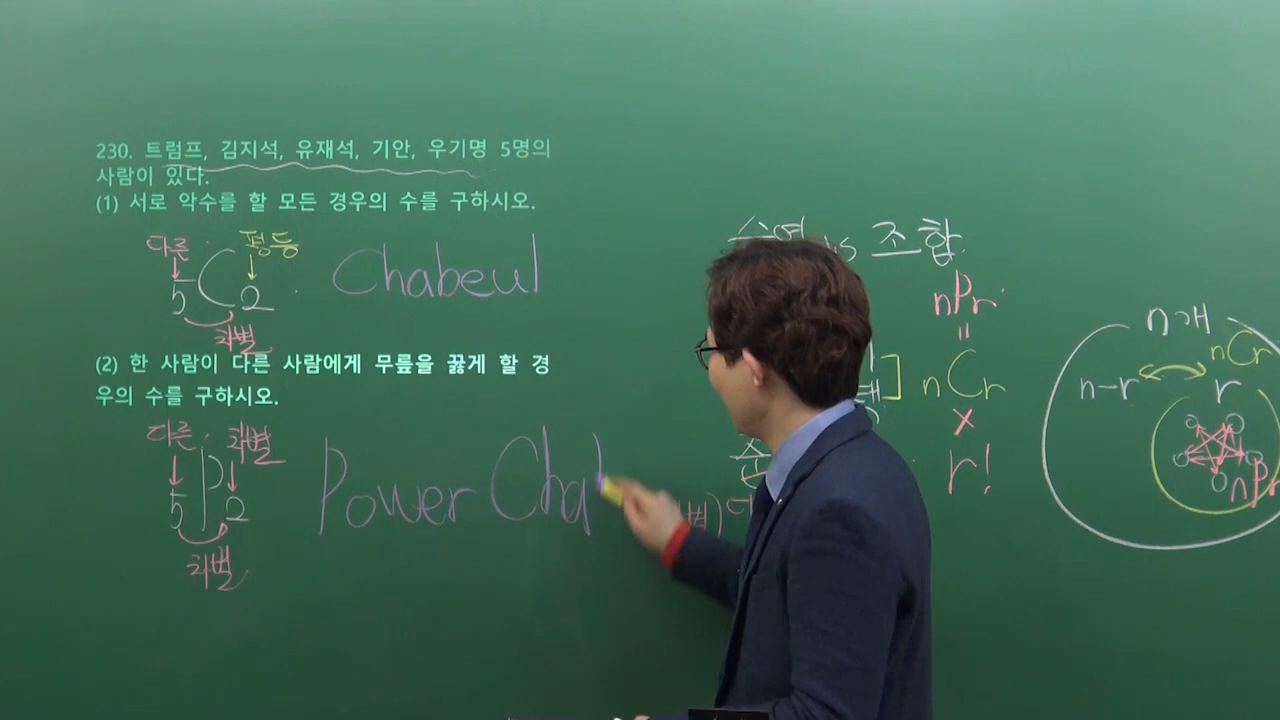 230. 트럼프, 김지석, 유재석, 기안, 우기명 5명의
사람이 있다.
(1) 서로 악수를 할 모든 경우의 수를 구하시오.
다른 평등
5C2
차별
Chabeul
(2) 한 사람이 다른 사람에게 무릎을 꿇게 할 경
우의 수를 구하시오.
다른 차별
5P2
차별
Power Cha
vs 조합
nPr
=
nCr
×
r!
n개
nCr
n-r
r
nPr